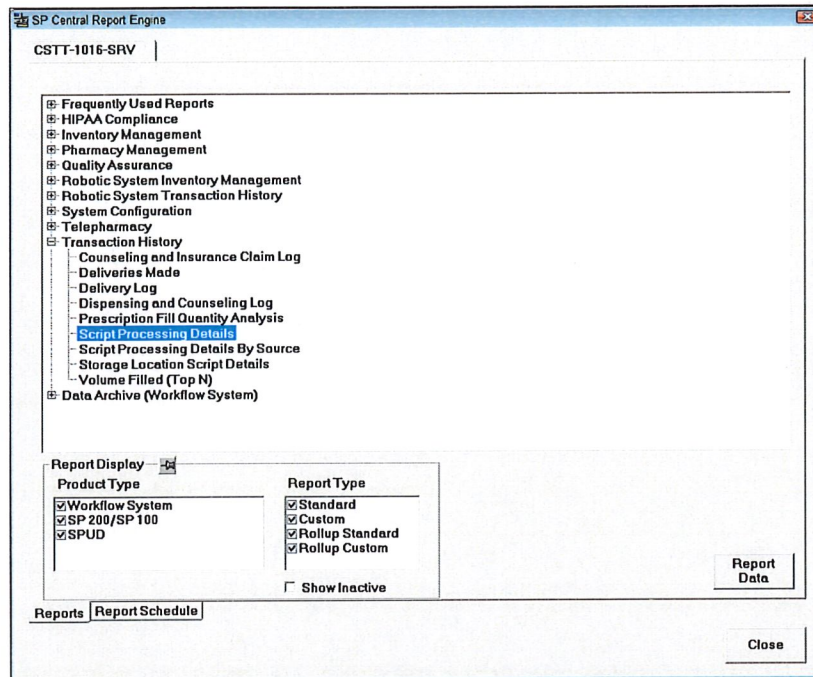 SP Central Report Engine
CSTT-1016-SRV
Frequently Used Reports
HIPAA Compliance
Inventory Management
Pharmacy Management
Quality Assurance
Robotic System Inventory Management
Robotic System Transaction History
System Configuration
Telepharmacy
Transaction History
Counseling and Insurance Claim Log
Deliveries Made
Delivery Log
Dispensing and Counseling Log
Prescription Fill Quantity Analysis
Script Processing Details
Script Processing Details By Source
Storage Location Script Details
Volume Filled (Top N)
Data Archive (Workflow System)
Report Display
Product Type
Workflow System
SP 200/SP 100
SPUD
Report Type
Standard
Custom
Rollup Standard
Rollup Custom
Show Inactive
Report
Data
Reports
Report Schedule
Close